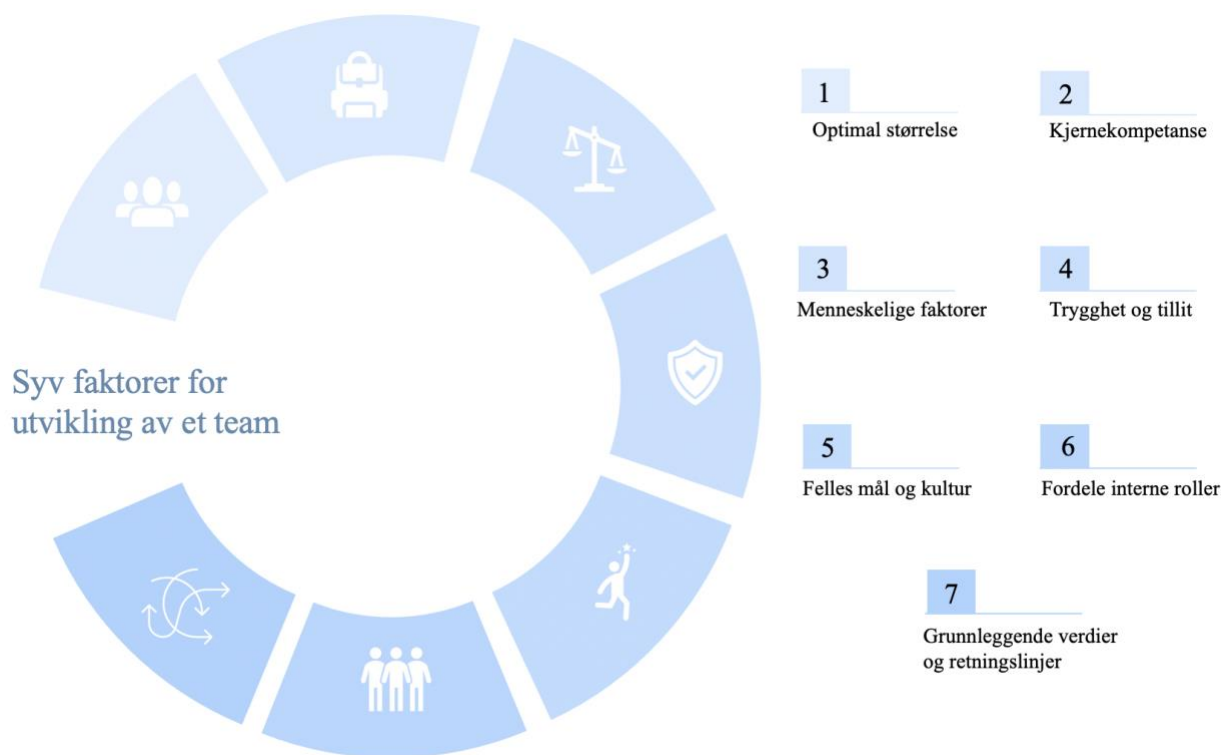 Syv faktorer for
utvikling av et team
1
Optimal størrelse
2
Kjernekompetanse
3
Menneskelige faktorer
4
Trygghet og tillit
5
Felles mål og kultur
6
Fordele interne roller
7
Grunnleggende verdier
og retningslinjer